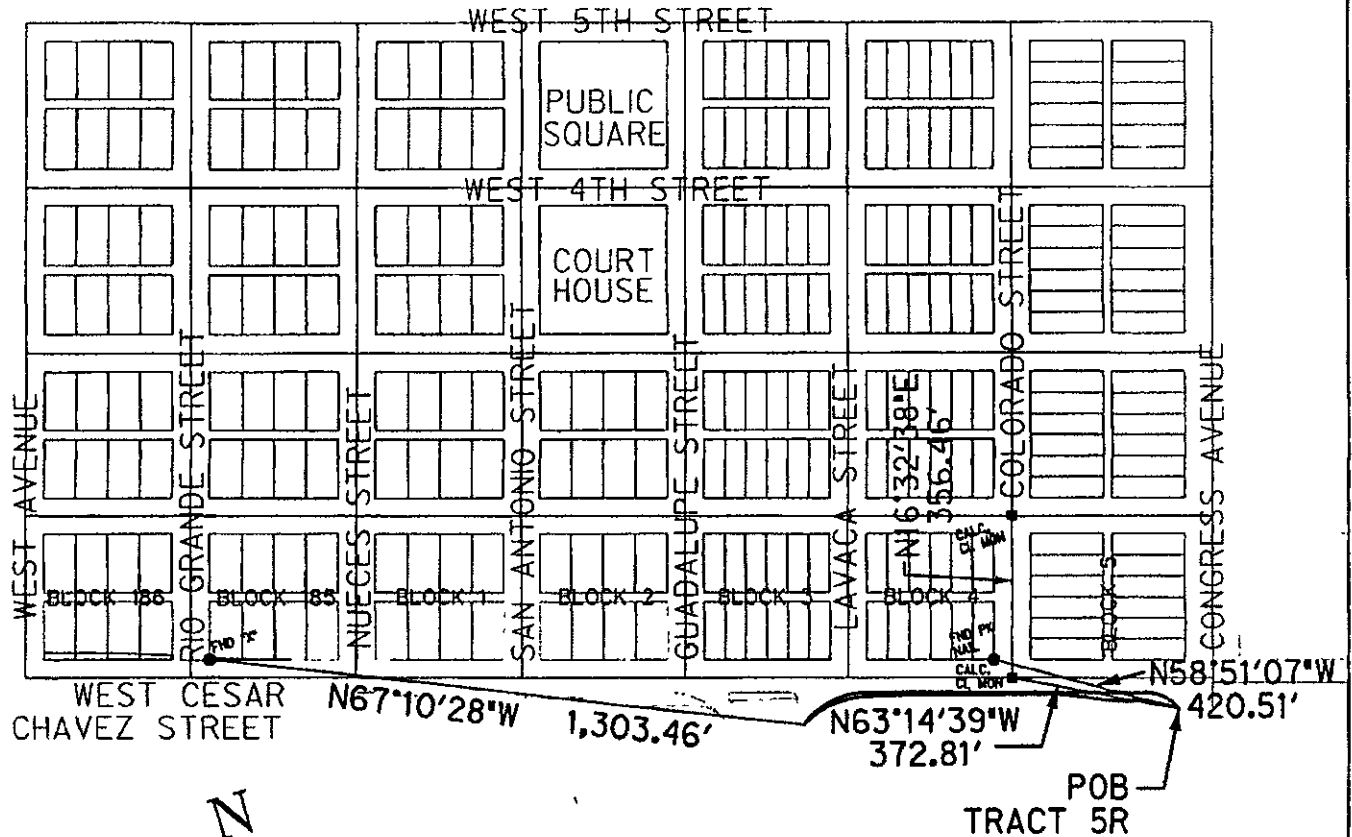 WEST 5TH STREET
PUBLIC
SQUARE
WEST 4TH STREET
COURT
HOUSE
WEST AVENUE
RIO GRANDE STREET
NUECES STREET
SAN ANTONIO STREET
GUADALUPE STREET
LAVACA STREET
N16°32'38"E
356.46'
COLORADO STREET
CONGRESS AVENUE
CALC.
CL MON
BLOCK 186
BLOCK 185
BLOCK 1
BLOCK 2
BLOCK 3
BLOCK 4
BLOCK 5
FND "X"
FND PK
NAIL
CALC.
CL MON
WEST CESAR
CHAVEZ STREET
N67°10'28"W
1,303.46'
N63°14'39"W
372.81'
N58°51'07"W
420.51'
POB
TRACT 5R
N